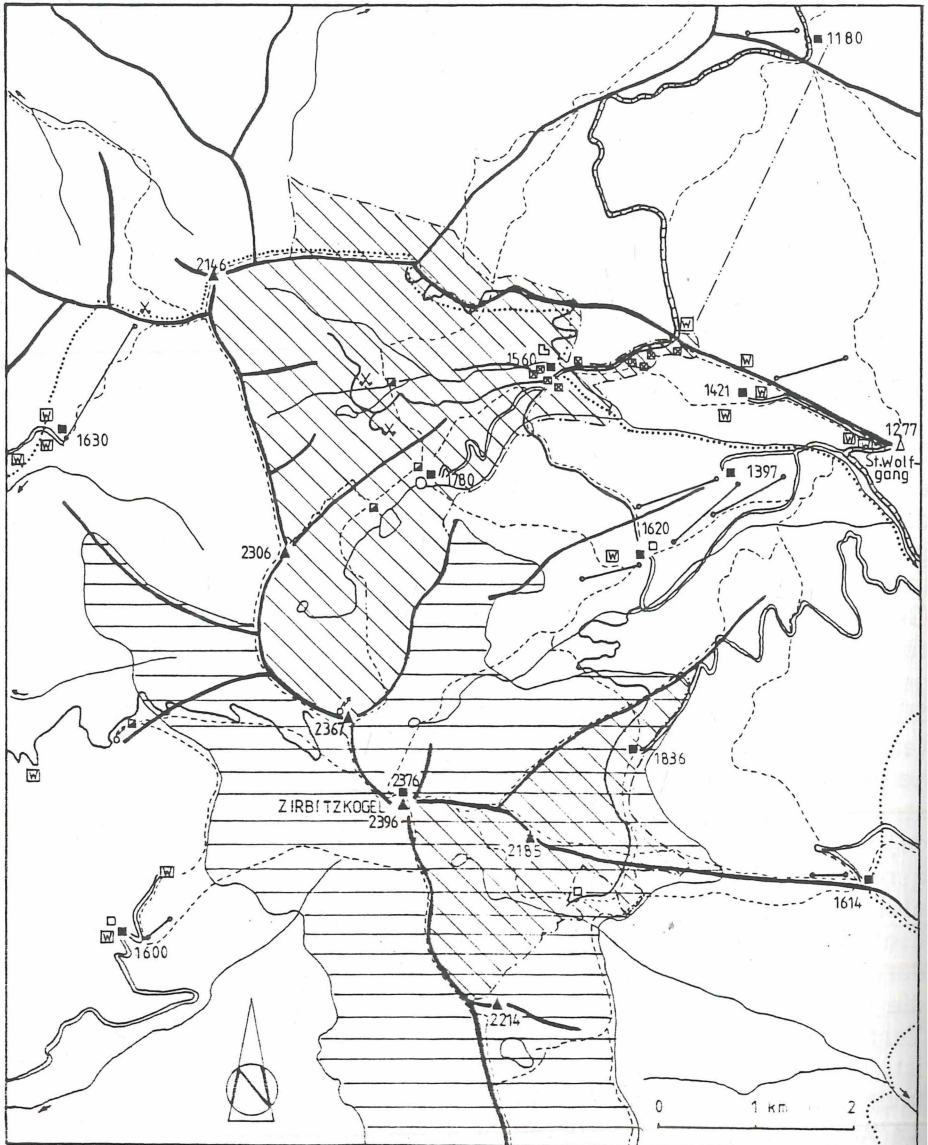 1180
2146
W
1560
W
1421
W
W
W
1630
W
W
1277
W
W
St.Wolf-
gang
W
1780
1397
1620
2306
W
2367
1836
W
2376
ZIRBITZKOGEL
2396
2185
W
1614
W
1600
2214
N
0 1 km 2